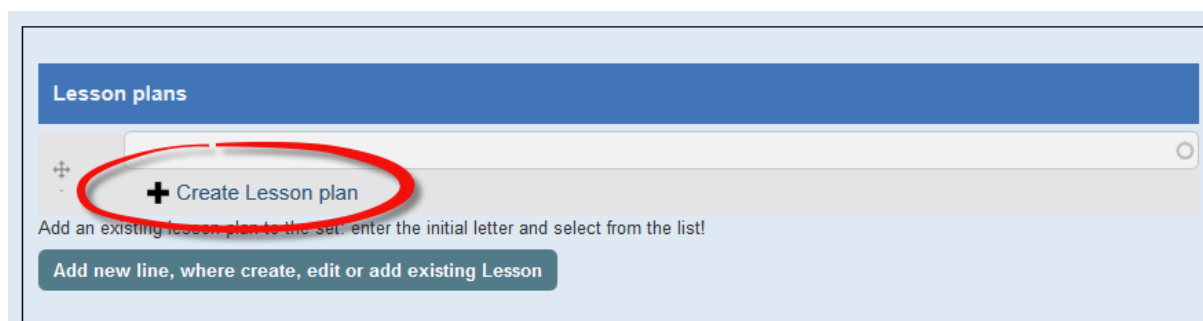 Lesson plans
Create Lesson plan
Add an existing lesson plan to the set: enter the initial letter and select from the list!
Add new line, where create, edit or add existing Lesson